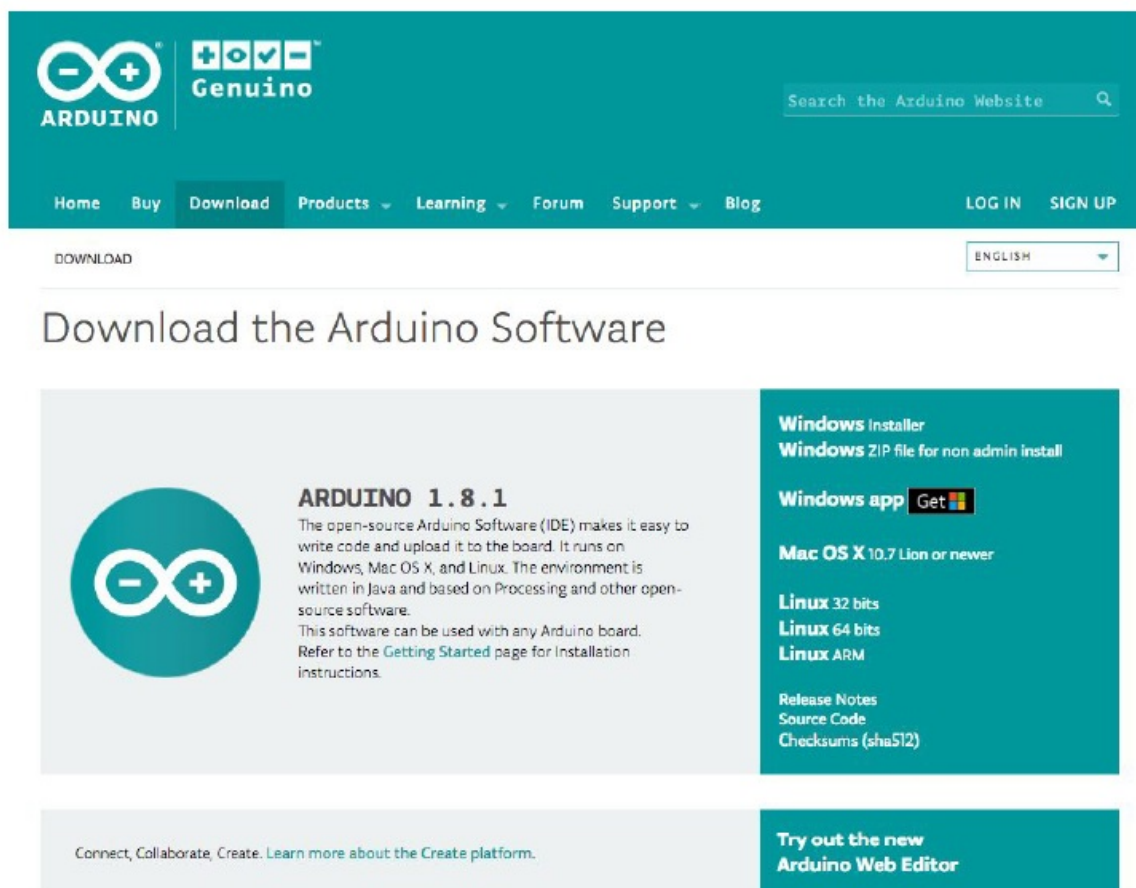 ARDUINO
Genuino
Search the Arduino Website
Home Buy Download Products Learning Forum Support Blog LOG IN SIGN UP
DOWNLOAD
ENGLISH
Download the Arduino Software
ARDUINO 1.8.1
The open-source Arduino Software (IDE) makes it easy to
write code and upload it to the board. It runs on
Windows, Mac OS X, and Linux. The environment is
written in Java and based on Processing and other open-
source software.
This software can be used with any Arduino board.
Refer to the Getting Started page for Installation
instructions.
Windows Installer
Windows ZIP file for non admin install
Windows app Get
Mac OS X 10.7 Lion or newer
Linux 32 bits
Linux 64 bits
Linux ARM
Release Notes
Source Code
Checksums (sha512)
Connect, Collaborate, Create. Learn more about the Create platform.
Try out the new
Arduino Web Editor